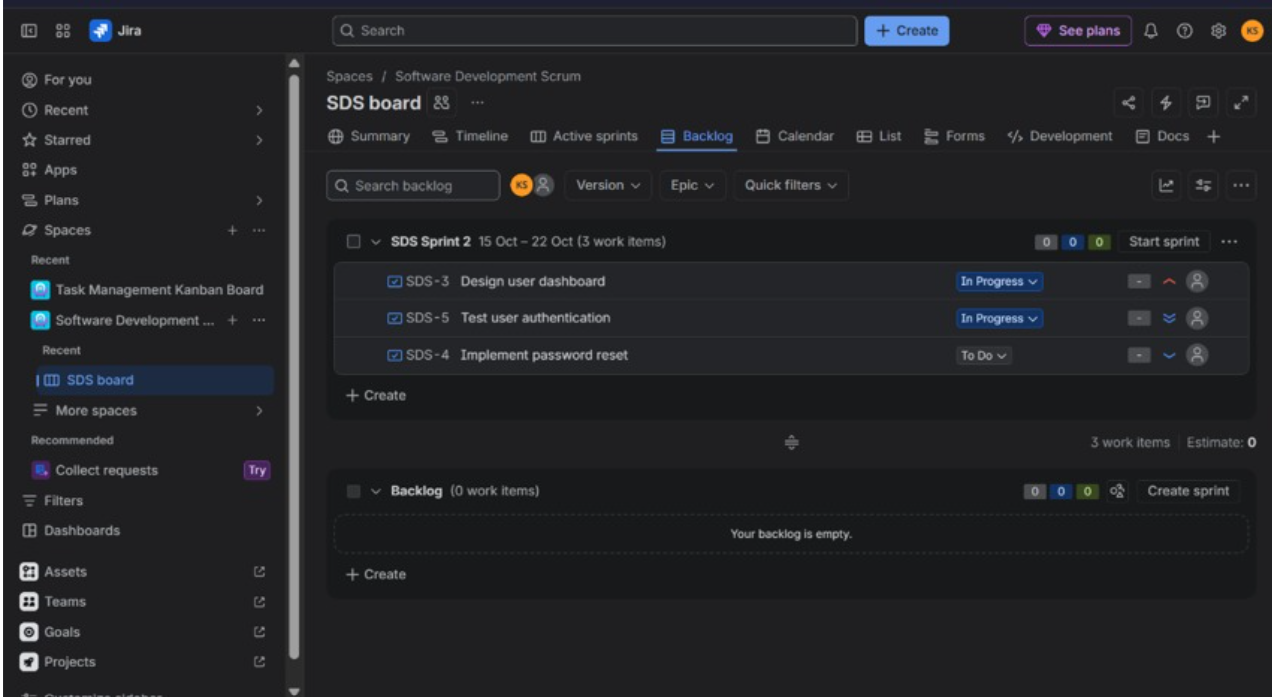 Jira
Search
+ Create
See plans
KS
For you
Recent
Starred
Apps
Plans
Spaces
Recent
Task Management Kanban Board
Software Development ...
Recent
SDS board
More spaces
Recommended
Collect requests Try
Filters
Dashboards
Assets
Teams
Goals
Projects
Customize sidebar
Spaces / Software Development Scrum
SDS board
Summary Timeline Active sprints Backlog Calendar List Forms Development Docs
Search backlog KS Version Epic Quick filters
SDS Sprint 2 15 Oct – 22 Oct (3 work items) 0 0 0 Start sprint
SDS-3 Design user dashboard In Progress -
SDS-5 Test user authentication In Progress -
SDS-4 Implement password reset To Do -
+ Create
3 work items Estimate: 0
Backlog (0 work items) 0 0 0 Create sprint
Your backlog is empty.
+ Create